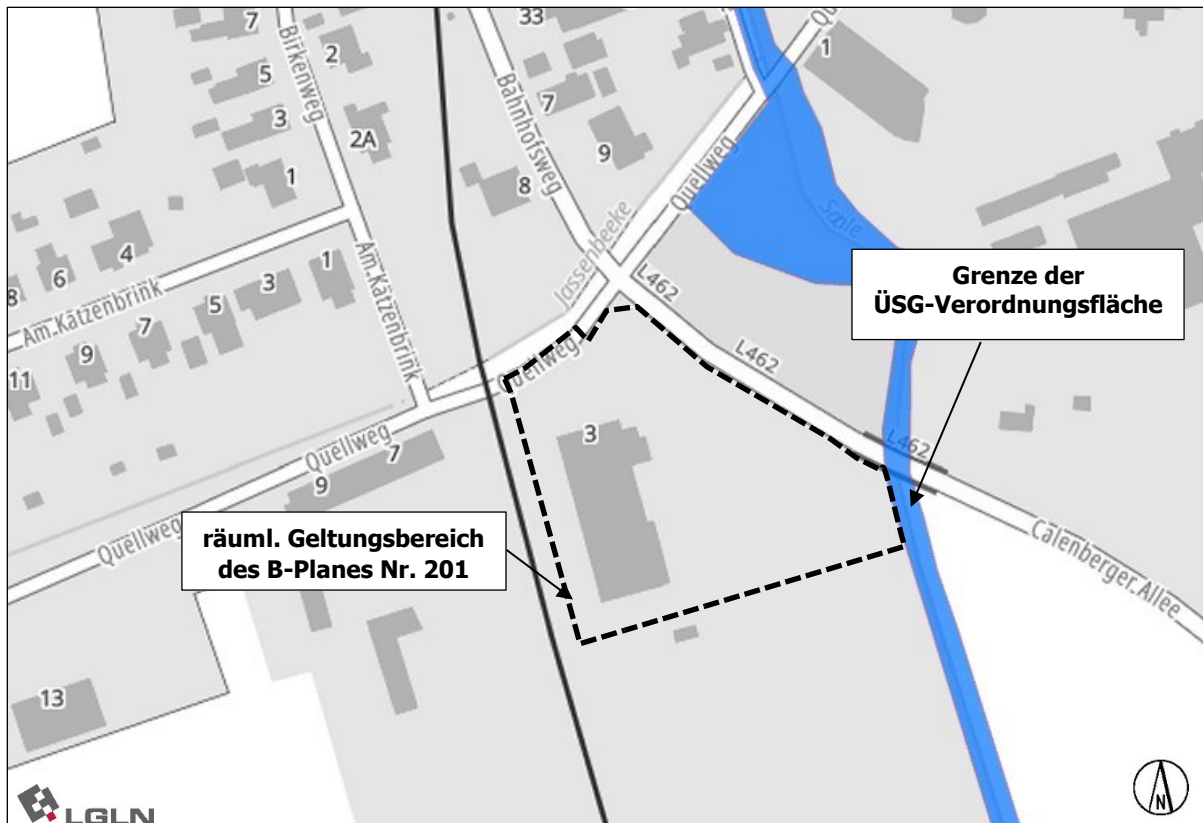 7
33
Qu
1
Birkenweg
2
5
3
2A
1
Bahnhofsweg
7
9
8
Quellweg
Saale
Jassenbeeke
L462
4
6
8
Am Kätzenbrink
1
3
5
7
9
11
Am Kätzenbrink
Grenze der
ÜSG-Verordnungsfläche
L462
L462
Quellweg
3
Quellweg
7
9
Quellweg
räuml. Geltungsbereich
des B-Planes Nr. 201
Calenberger Allee
13
LGLN
N